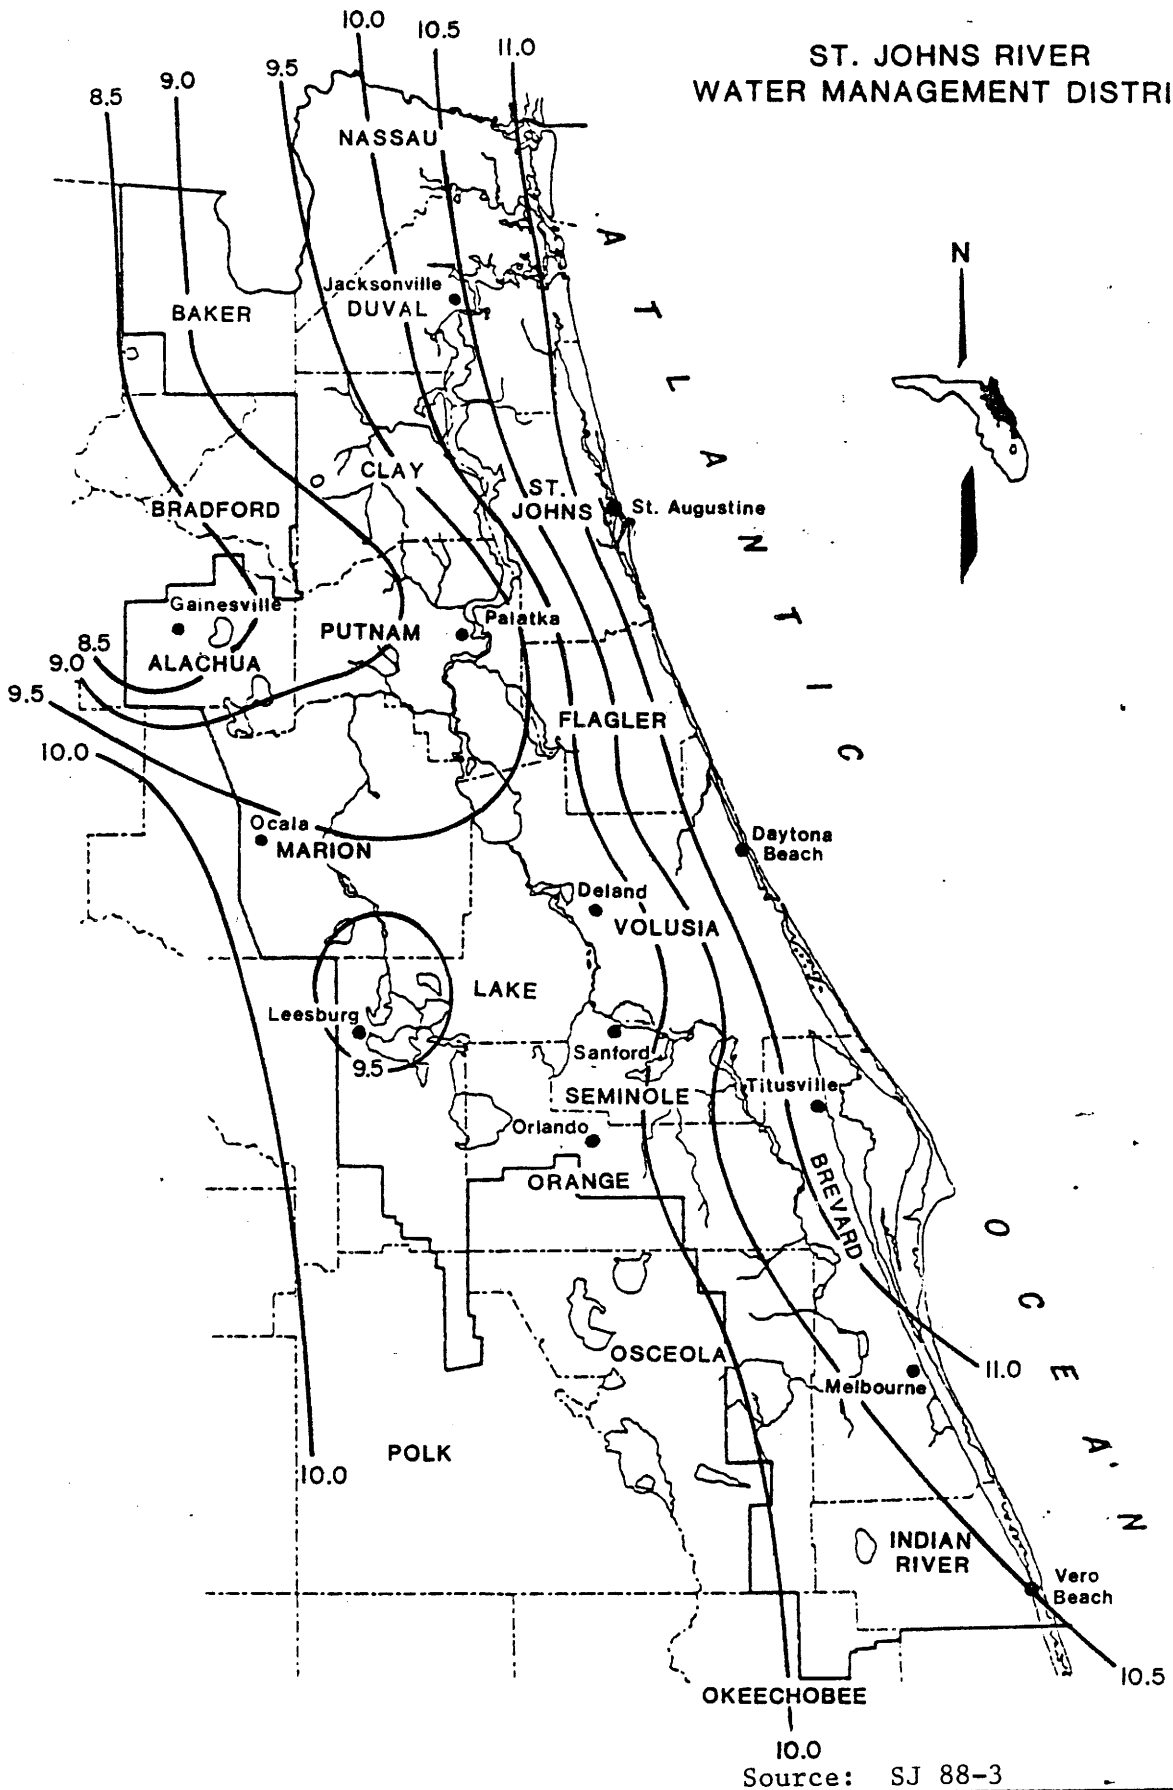 10.0
10.5
11.0
9.5
9.0
8.5
ST. JOHNS RIVER
WATER MANAGEMENT DISTRI
NASSAU
N
Jacksonville
DUVAL
BAKER
CLAY
ST.
JOHNS
St. Augustine
BRADFORD
Gainesville
PUTNAM
Palatka
ALACHUA
8.5
9.0
9.5
10.0
FLAGLER
Ocala
MARION
Daytona
Beach
Deland
VOLUSIA
LAKE
Leesburg
9.5
Sanford
SEMINOLE
Titusville
Orlando
ORANGE
BREVARD
ATLANTIC OCEAN
OSCEOLA
11.0
Melbourne
POLK
10.0
INDIAN
RIVER
Vero
Beach
10.5
OKEECHOBEE
10.0
Source: SJ 88-3